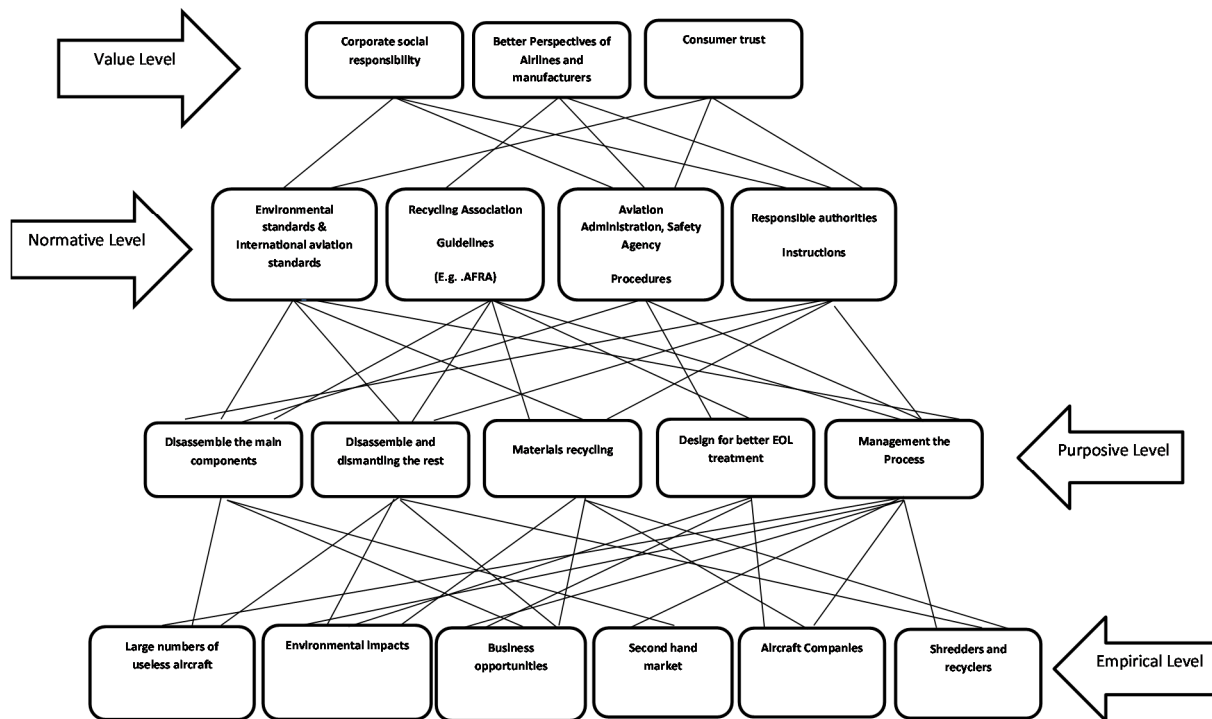 Value Level
Corporate social
responsibility
Better Perspectives of
Airlines and
manufacturers
Consumer trust
Normative Level
Environmental
standards &
International aviation
standards
Recycling Association
Guidelines
(E.g. .AFRA)
Aviation
Administration, Safety
Agency
Procedures
Responsible authorities
Instructions
Disassemble the main
components
Disassemble and
dismantling the rest
Materials recycling
Design for better EOL
treatment
Management the
Process
Purposive Level
Large numbers of
useless aircraft
Environmental impacts
Business
opportunities
Second hand
market
Aircraft Companies
Shredders and
recyclers
Empirical Level